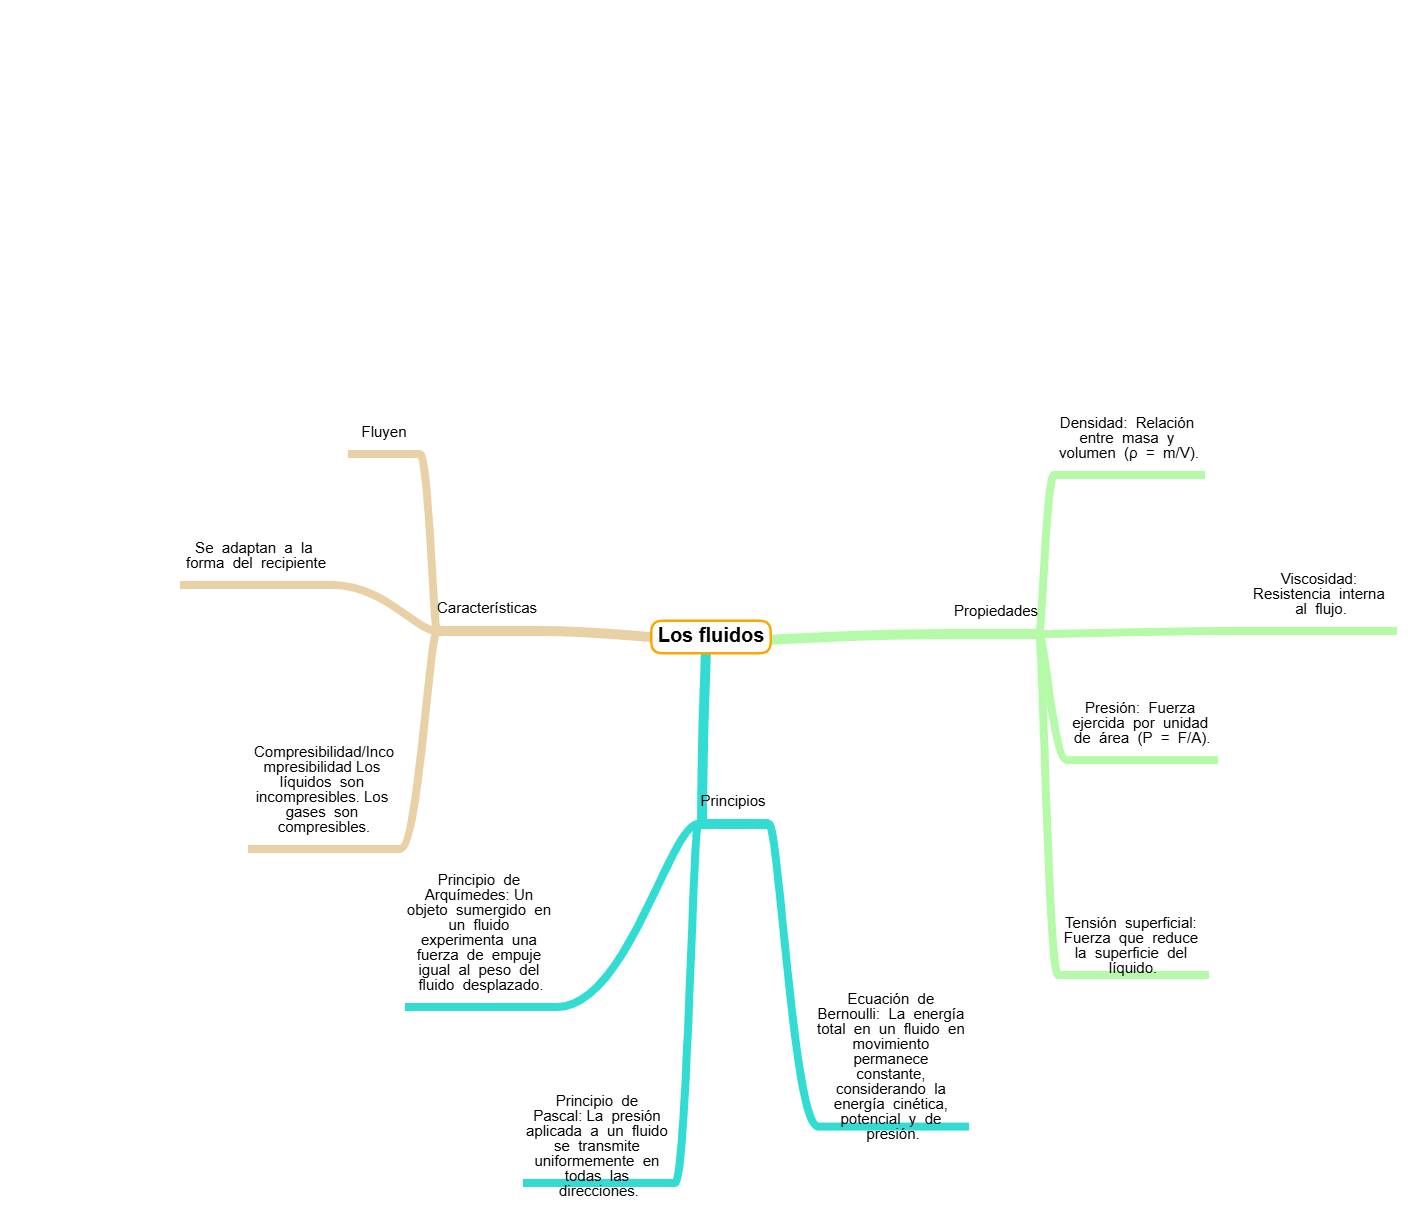 Los fluidos
Características
Fluyen
Se adaptan a la
forma del recipiente
Compresibilidad/Inco
mpresibilidad Los
líquidos son
incompresibles. Los
gases son
compresibles.
Principios
Principio de
Arquímedes: Un
objeto sumergido en
un fluido
experimenta una
fuerza de empuje
igual al peso del
fluido desplazado.
Principio de
Pascal: La presión
aplicada a un fluido
se transmite
uniformemente en
todas las
direcciones.
Ecuación de
Bernoulli: La energía
total en un fluido en
movimiento
permanece
constante,
considerando la
energía cinética,
potencial y de
presión.
Propiedades
Densidad: Relación
entre masa y
volumen (ρ = m/V).
Viscosidad:
Resistencia interna
al flujo.
Presión: Fuerza
ejercida por unidad
de área (P = F/A).
Tensión superficial:
Fuerza que reduce
la superficie del
líquido.